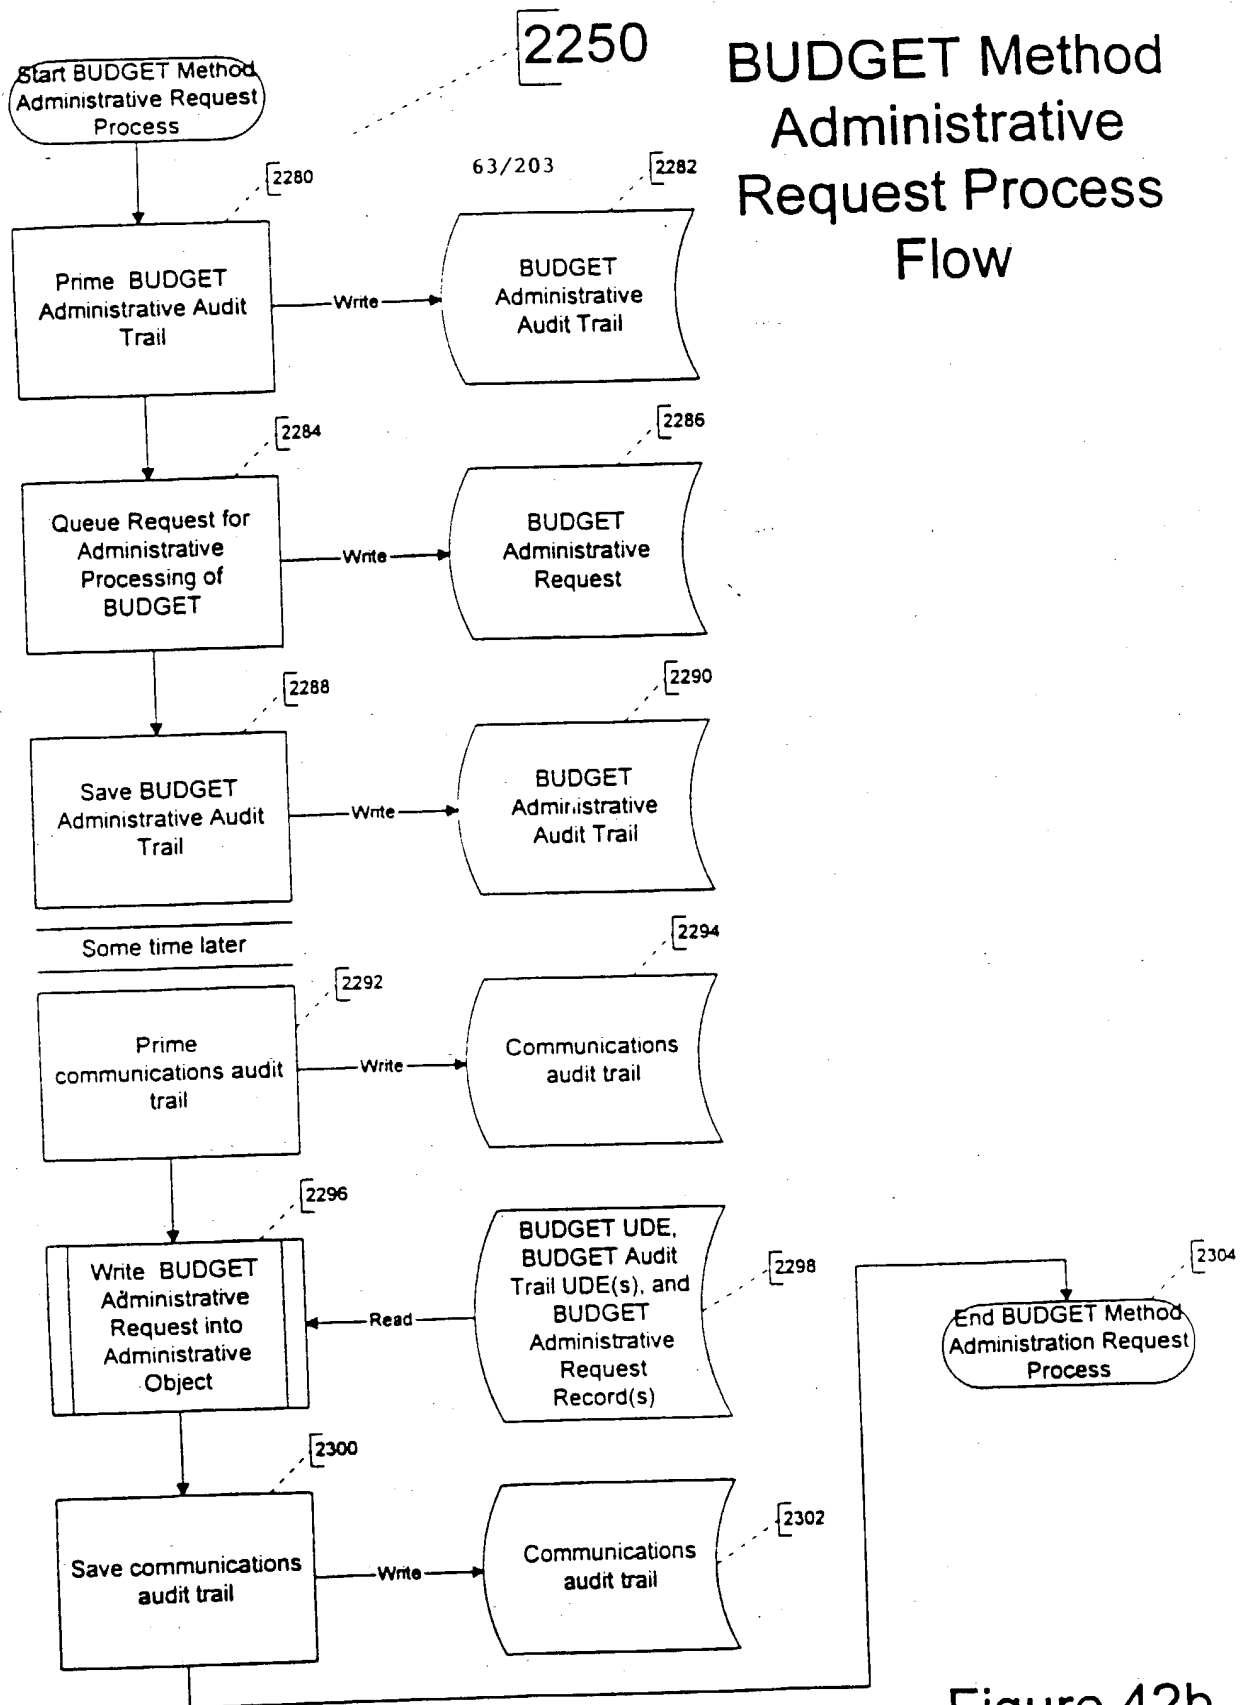 2250
BUDGET Method
Administrative
Request Process
Flow
63/203
Start BUDGET Method
Administrative Request
Process
2280
Prime BUDGET
Administrative Audit
Trail
Write
2282
BUDGET
Administrative
Audit Trail
2284
Queue Request for
Administrative
Processing of
BUDGET
Write
2286
BUDGET
Administrative
Request
2288
Save BUDGET
Administrative Audit
Trail
Write
2290
BUDGET
Administrative
Audit Trail
Some time later
2292
Prime
communications audit
trail
Write
2294
Communications
audit trail
2296
Write BUDGET
Administrative
Request into
Administrative
Object
Read
2298
BUDGET UDE,
BUDGET Audit
Trail UDE(s), and
BUDGET
Administrative
Request
Record(s)
2300
Save communications
audit trail
Write
2302
Communications
audit trail
2304
End BUDGET Method
Administration Request
Process
Figure 42b